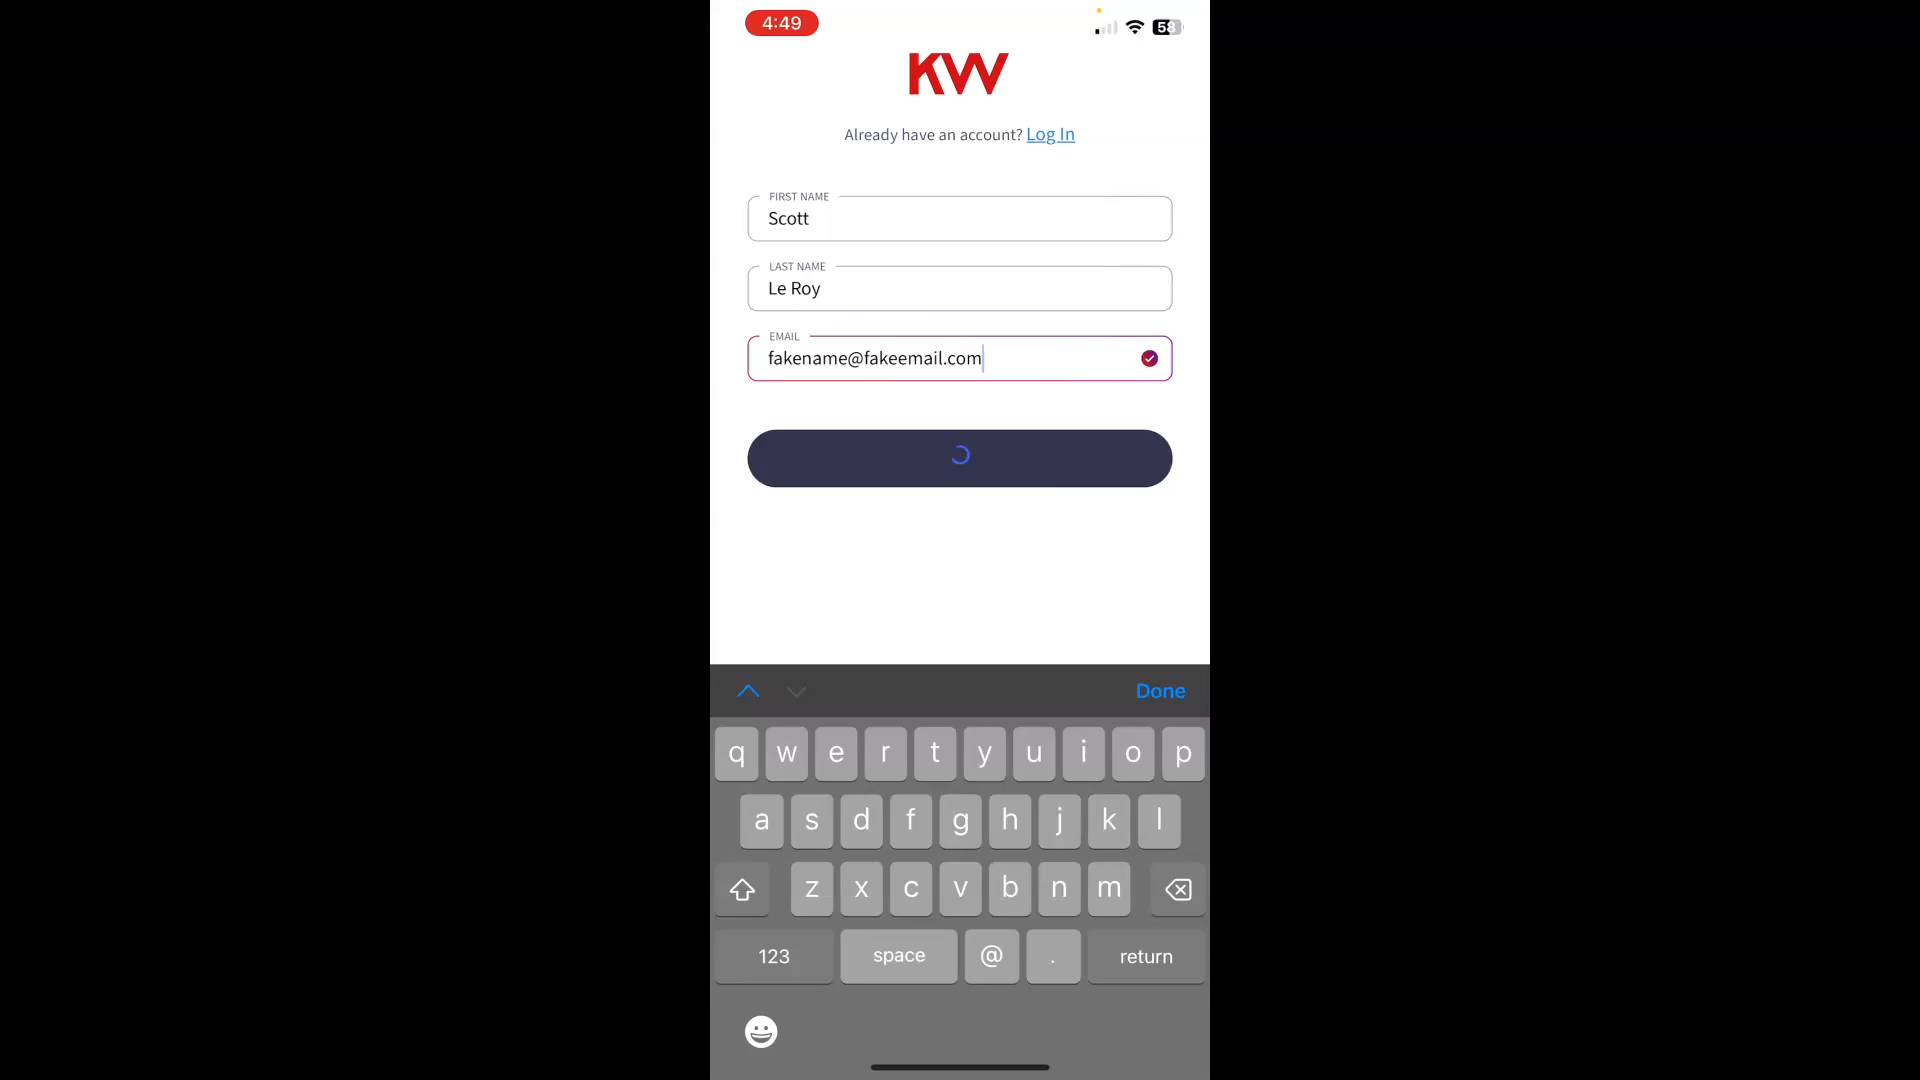 4:49
58
KW
Already have an account? Log In
FIRST NAME
Scott
LAST NAME
Le Roy
EMAIL
fakename@fakeemail.com
Done
q w e r t y u i o p
a s d f g h j k l
z x c v b n m
123 space @ . return